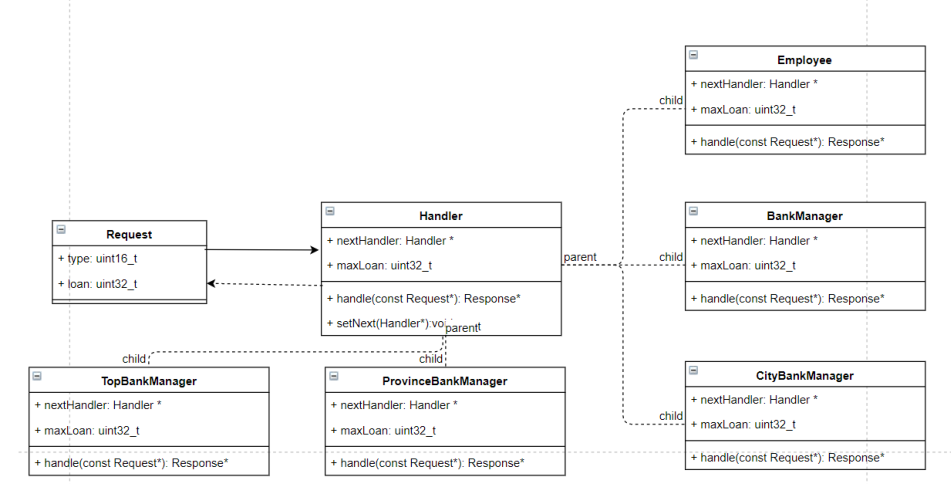 Employee
+ nextHandler: Handler *
+ maxLoan: uint32_t
+ handle(const Request*): Response*
child
Request
+ type: uint16_t
+ loan: uint32_t
Handler
+ nextHandler: Handler *
+ maxLoan: uint32_t
+ handle(const Request*): Response*
+ setNext(Handler*):void
parent
child
BankManager
+ nextHandler: Handler *
+ maxLoan: uint32_t
+ handle(const Request*): Response*
parent
child
TopBankManager
+ nextHandler: Handler *
+ maxLoan: uint32_t
+ handle(const Request*): Response*
child
ProvinceBankManager
+ nextHandler: Handler *
+ maxLoan: uint32_t
+ handle(const Request*): Response*
child
CityBankManager
+ nextHandler: Handler *
+ maxLoan: uint32_t
+ handle(const Request*): Response*